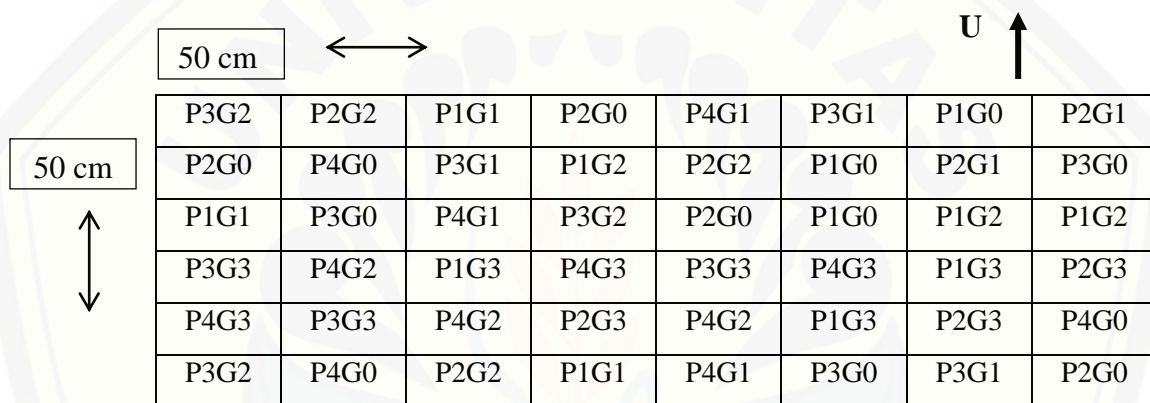 U
50 cm
P3G2 P2G2 P1G1 P2G0 P4G1 P3G1 P1G0 P2G1
50 cm
P2G0 P4G0 P3G1 P1G2 P2G2 P1G0 P2G1 P3G0
P1G1 P3G0 P4G1 P3G2 P2G0 P1G0 P1G2 P1G2
P3G3 P4G2 P1G3 P4G3 P3G3 P4G3 P1G3 P2G3
P4G3 P3G3 P4G2 P2G3 P4G2 P1G3 P2G3 P4G0
P3G2 P4G0 P2G2 P1G1 P4G1 P3G0 P3G1 P2G0